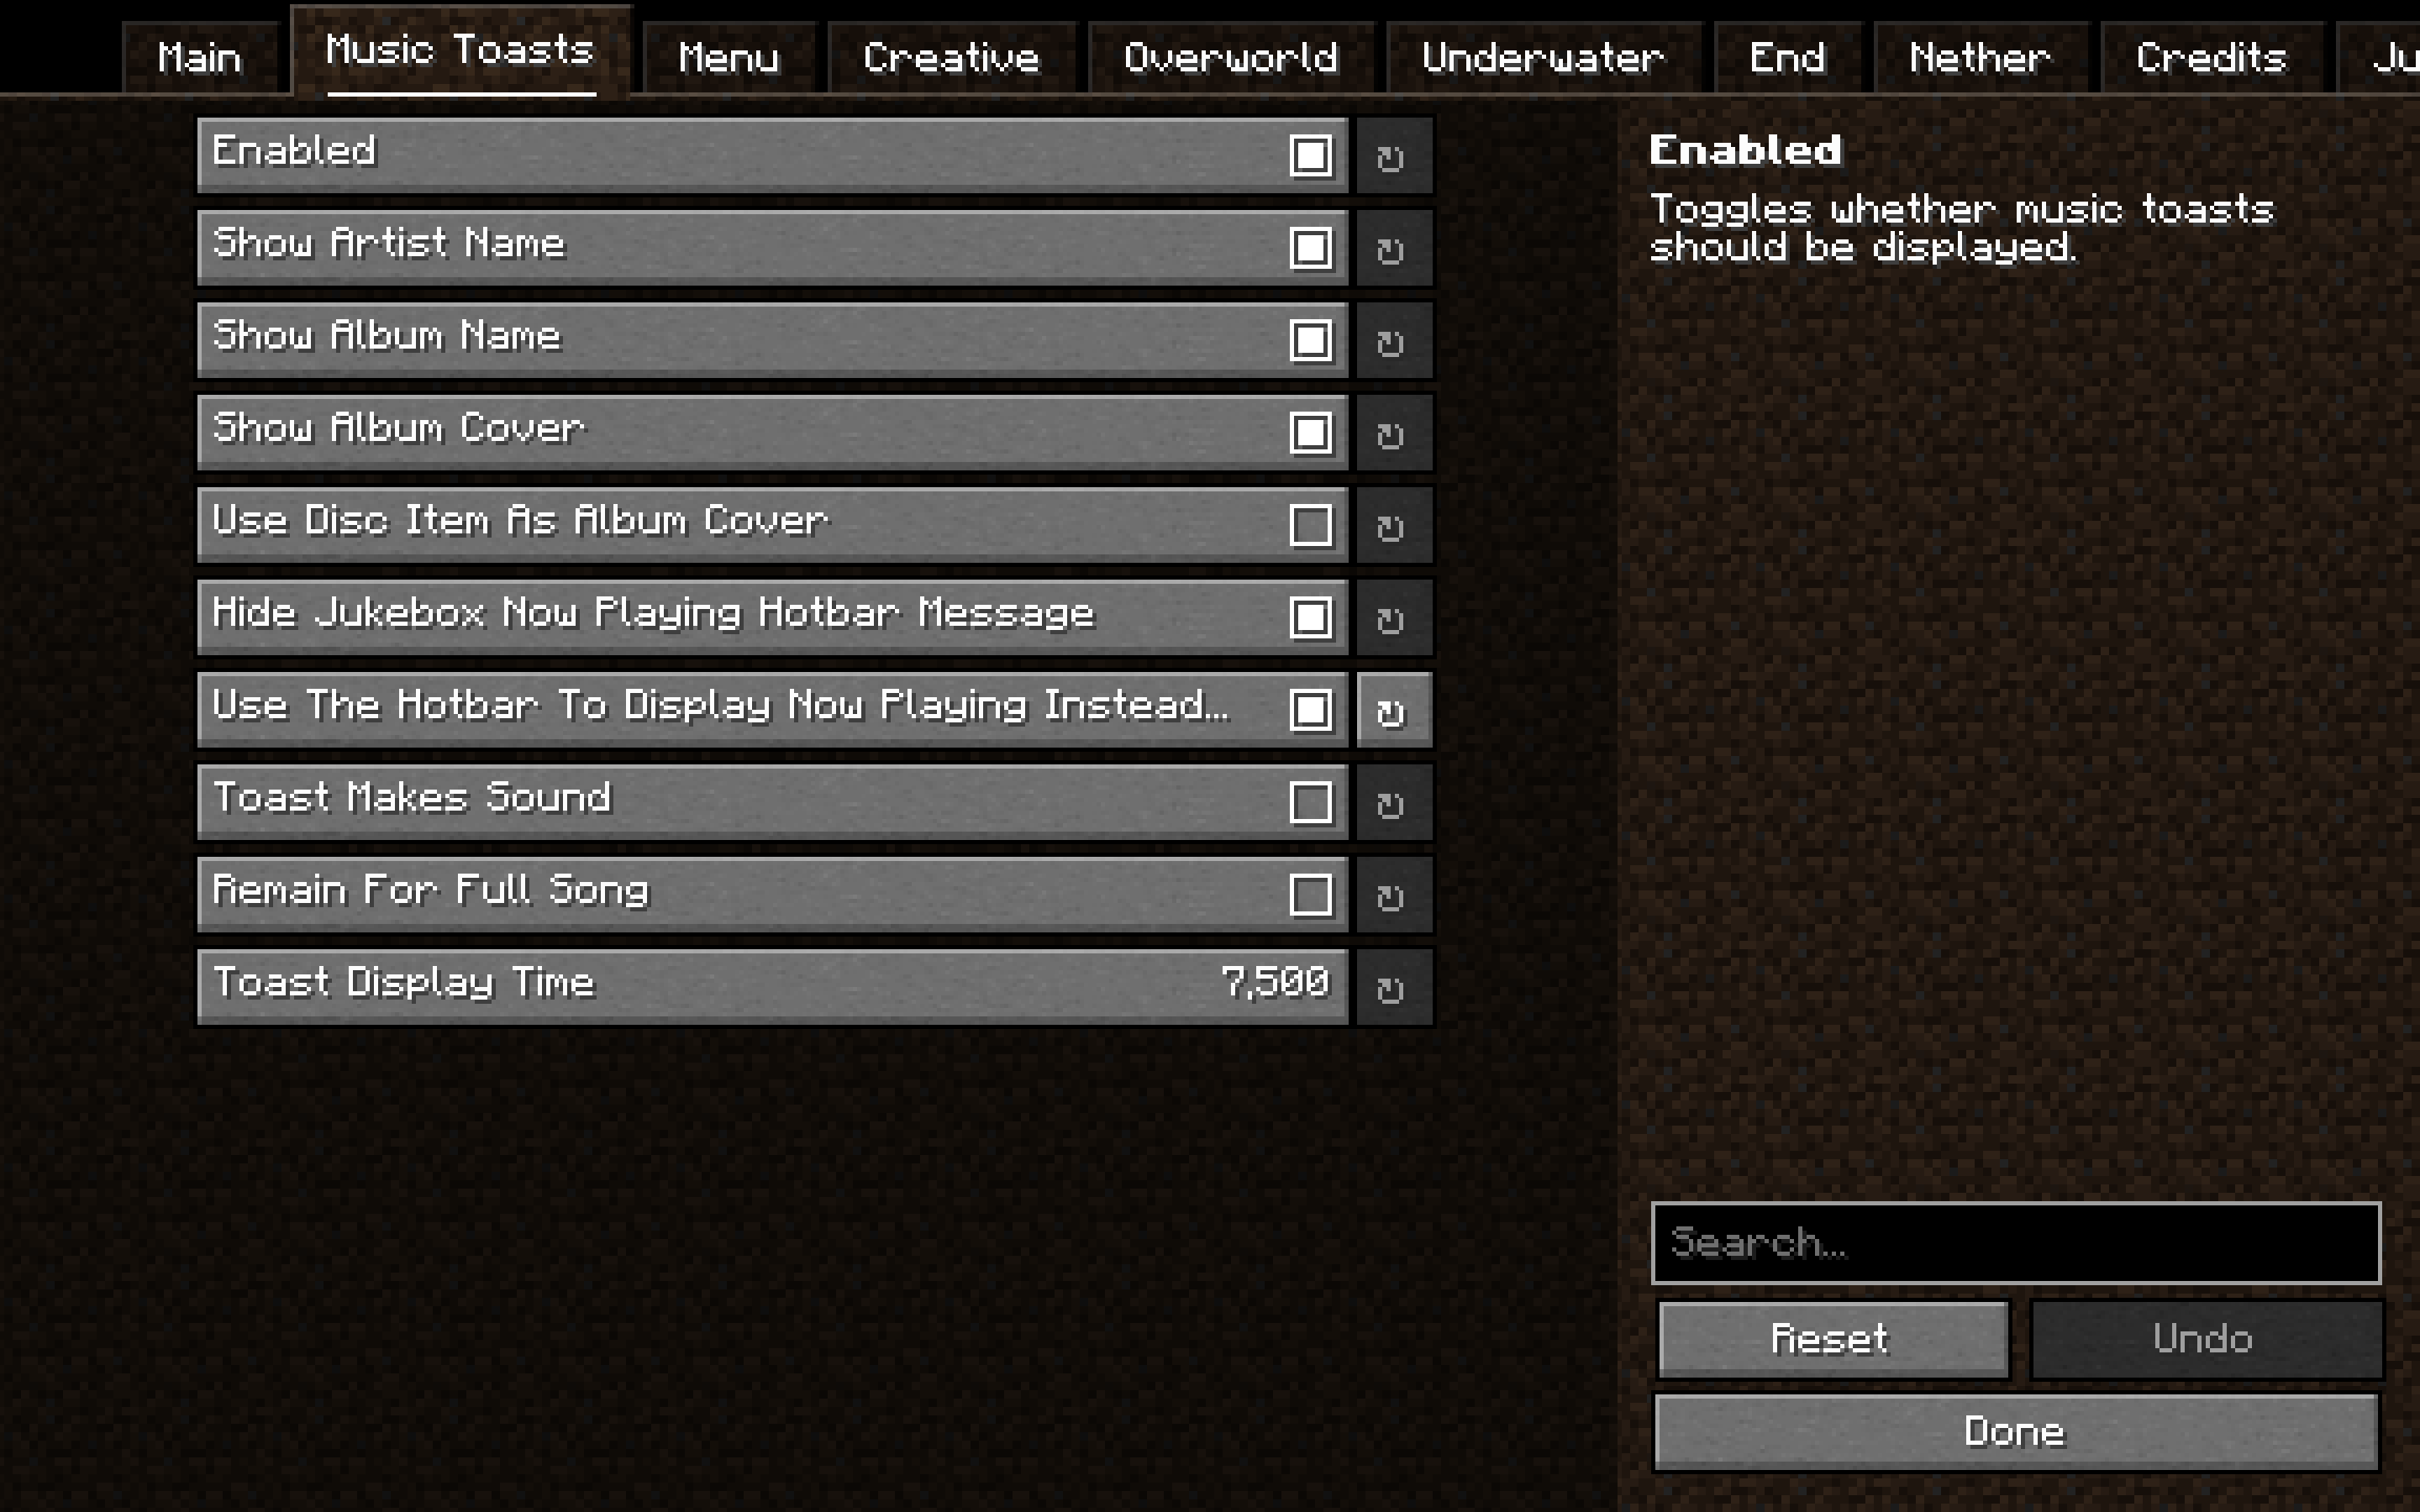 Main Music Toasts Menu Creative Overworld Underwater End Nether Credits
Enabled
Show Artist Name
Show Album Name
Show Album Cover
Use Disc Item As Album Cover
Hide Jukebox Now Playing Hotbar Message
Use The Hotbar To Display Now Playing Instead...
Toast Makes Sound
Remain For Full Song
Toast Display Time 7,500
Enabled
Toggles whether music toasts
should be displayed.
Search...
Reset Undo
Done